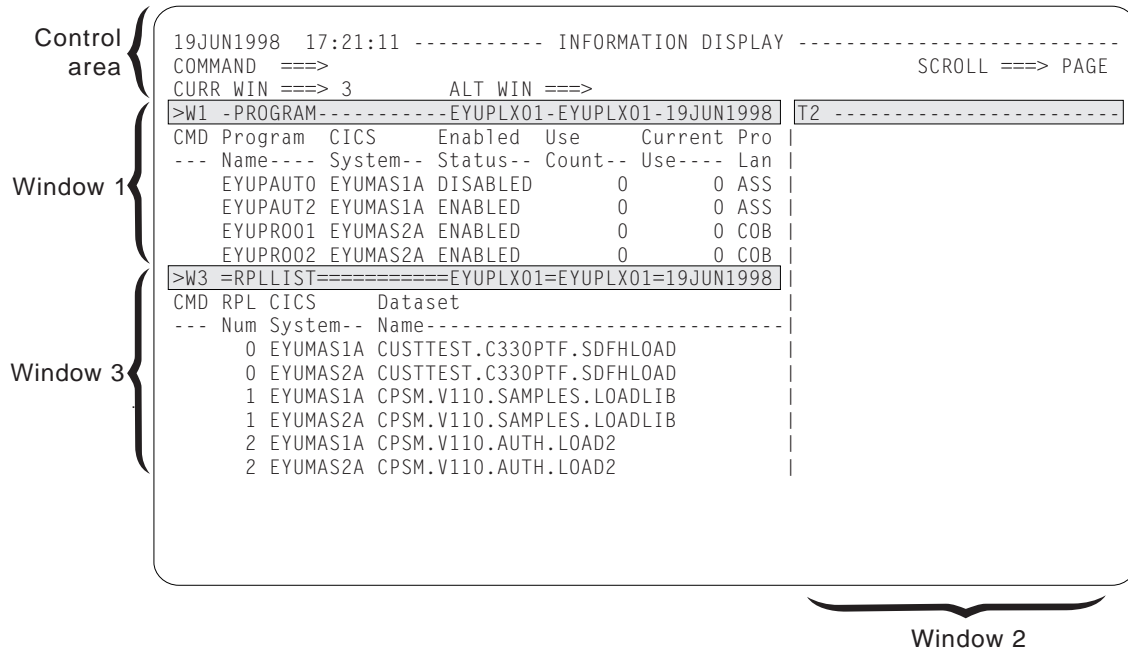 Control
area
19JUN1998  17:21:11 ----------- INFORMATION DISPLAY ---------------------------
COMMAND  ===>                                                  SCROLL ===> PAGE
CURR WIN ===> 3        ALT WIN ===>
>W1 -PROGRAM-----------EYUPLX01-EYUPLX01-19JUN1998 T2 ------------------------
CMD Program  CICS     Enabled  Use     Current Pro |
--- Name---- System-- Status-- Count-- Use---- Lan |
    EYUPAUTO EYUMAS1A DISABLED       0       0 ASS |
    EYUPAUT2 EYUMAS1A ENABLED        0       0 ASS |
    EYUPRO01 EYUMAS2A ENABLED        0       0 COB |
    EYUPRO02 EYUMAS2A ENABLED        0       0 COB |
Window 1
>W3 =RPLLIST===========EYUPLX01=EYUPLX01=19JUN1998 |
CMD RPL CICS     Dataset                           |
--- Num System-- Name------------------------------|
      0 EYUMAS1A CUSTTEST.C330PTF.SDFHLOAD         |
      0 EYUMAS2A CUSTTEST.C330PTF.SDFHLOAD         |
      1 EYUMAS1A CPSM.V110.SAMPLES.LOADLIB         |
      1 EYUMAS2A CPSM.V110.SAMPLES.LOADLIB         |
      2 EYUMAS1A CPSM.V110.AUTH.LOAD2              |
      2 EYUMAS2A CPSM.V110.AUTH.LOAD2              |
Window 3
Window 2